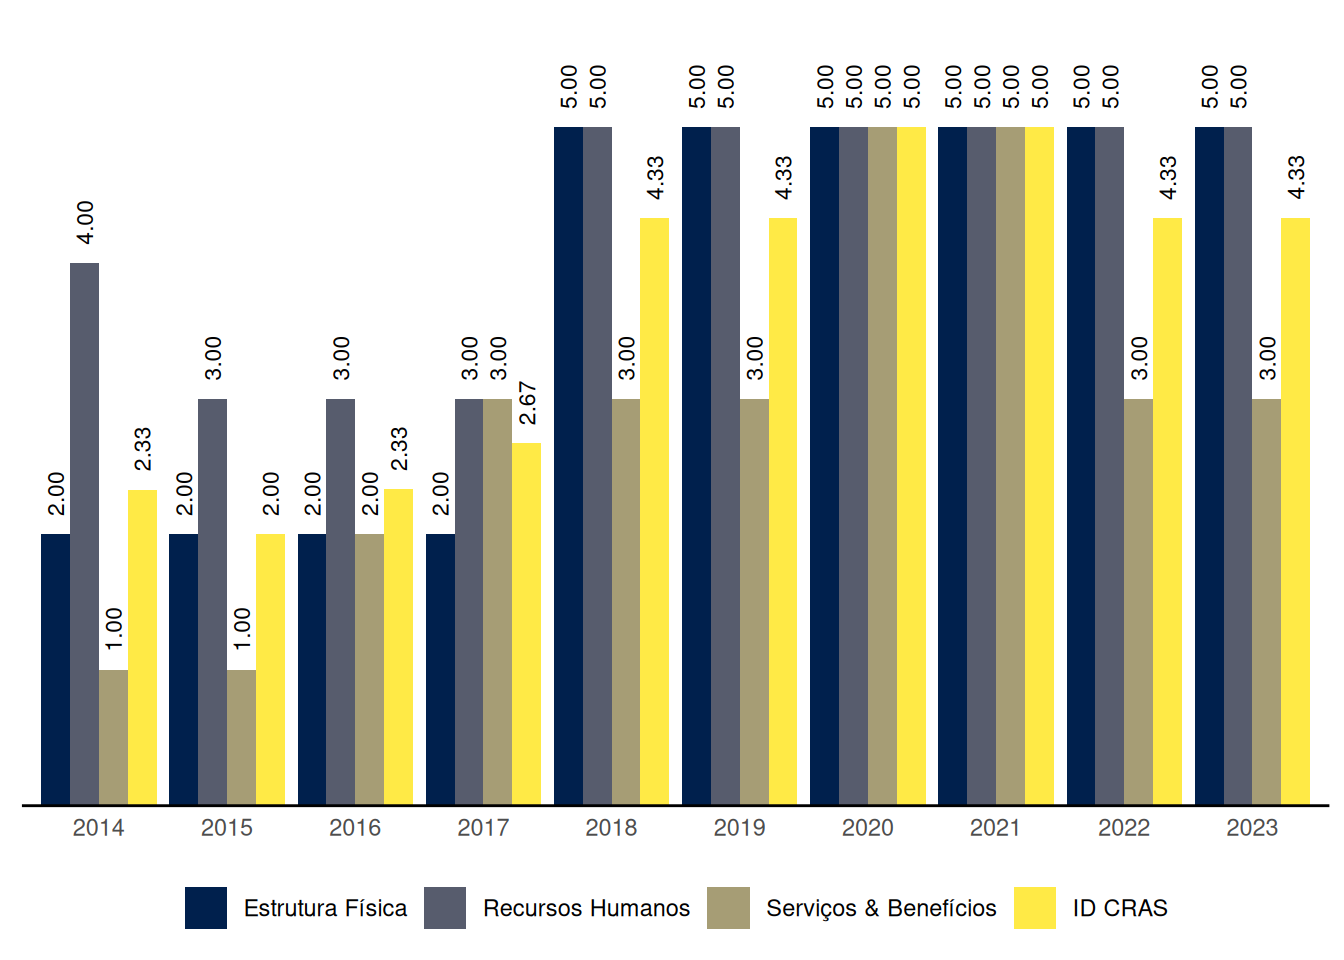 5.00 5.00 5.00 5.00 5.00 5.00 5.00 5.00 5.00 5.00 5.00 5.00 5.00 5.00 5.00 5.00
4.33 4.33 4.33 4.33
4.00
3.00 3.00 3.00 3.00 3.00 3.00 3.00 3.00
2.67
2.33 2.33
2.00 2.00 2.00 2.00 2.00 2.00
1.00 1.00
2014 2015 2016 2017 2018 2019 2020 2021 2022 2023
Estrutura Física Recursos Humanos Serviços & Benefícios ID CRAS